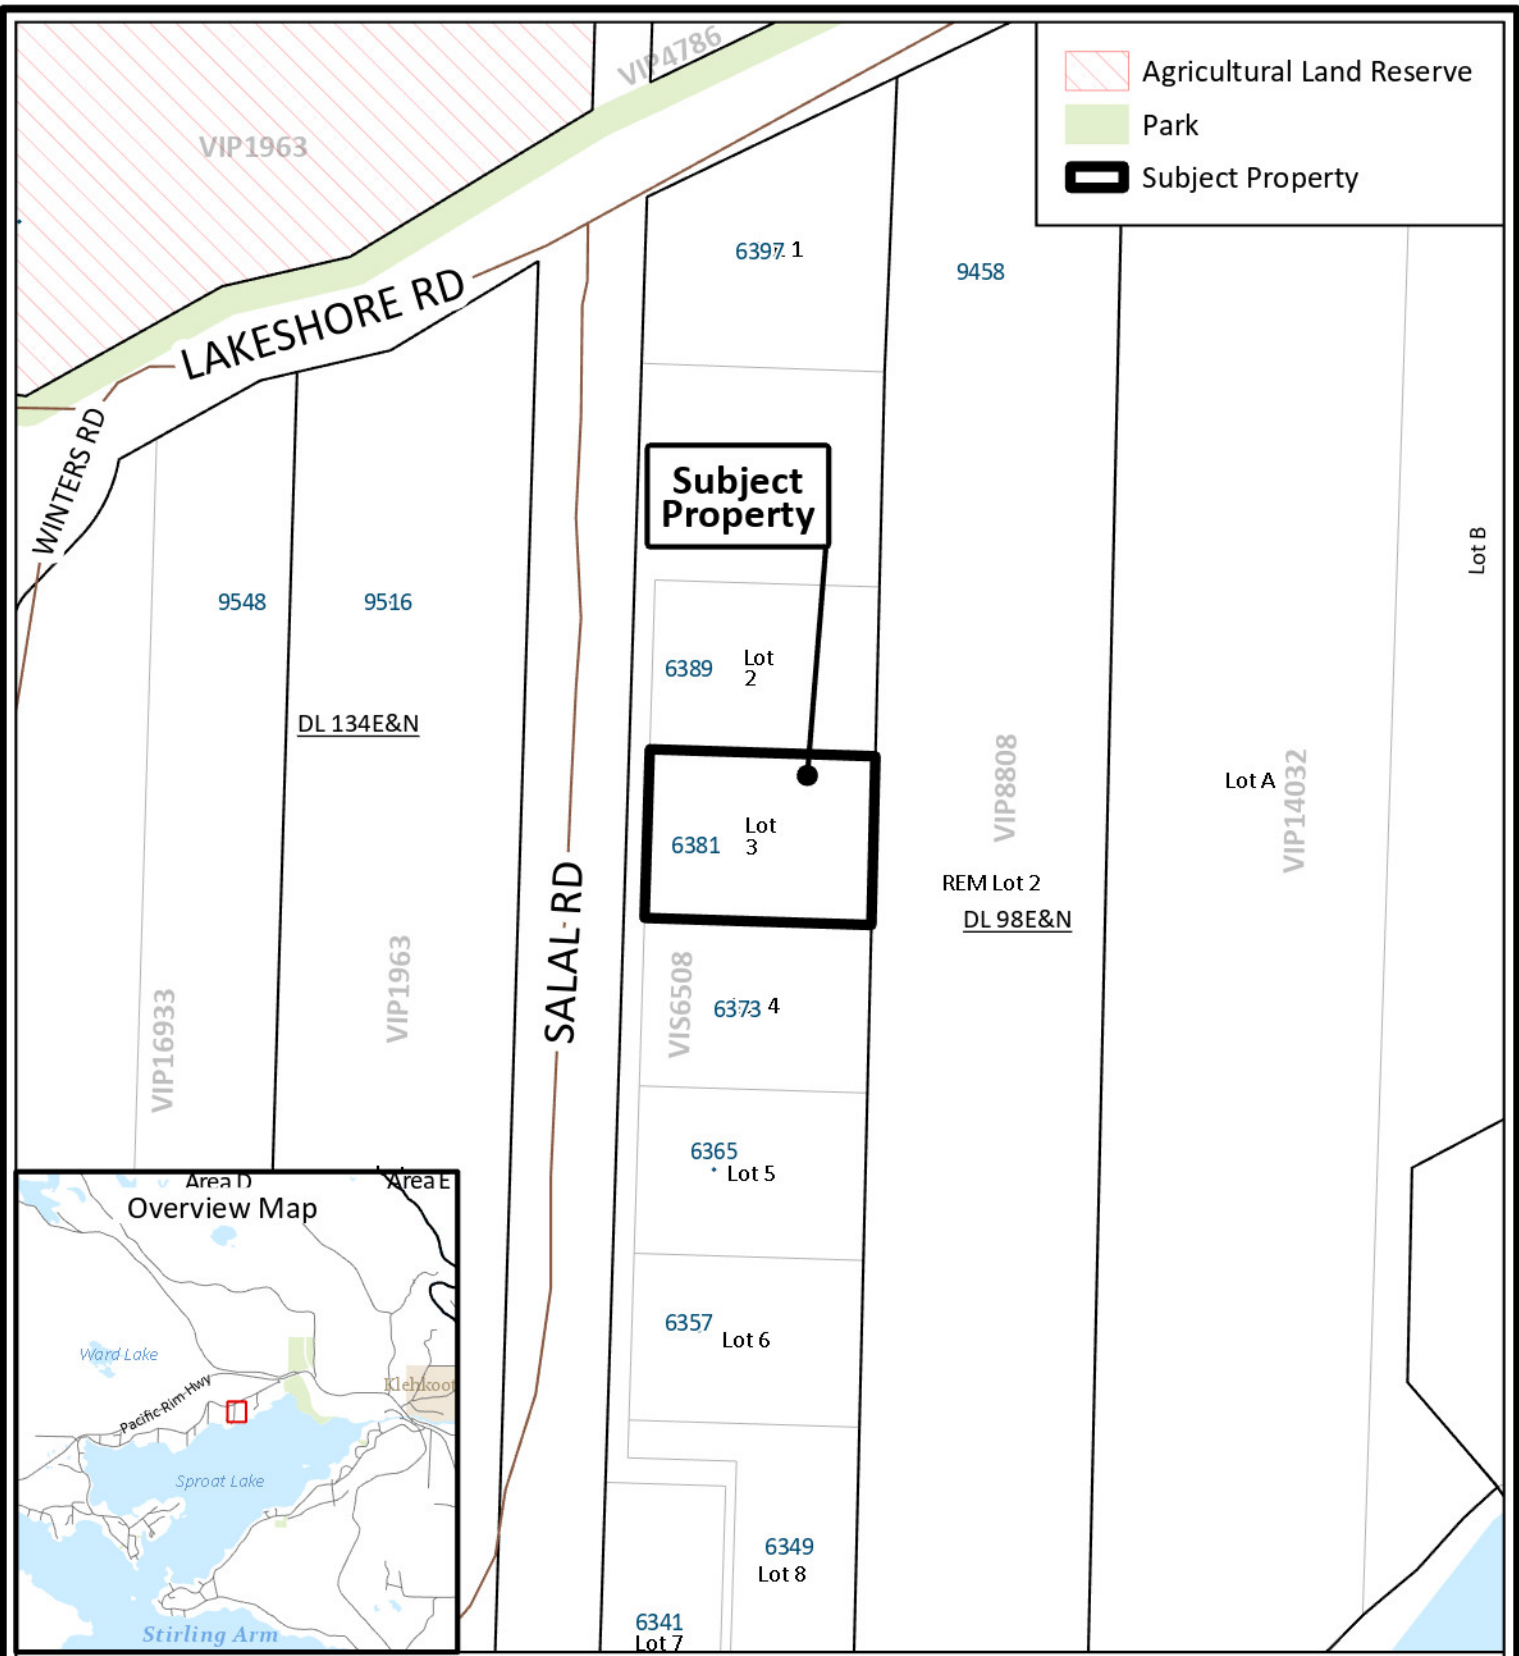 VIP4786
Agricultural Land Reserve
Park
Subject Property
VIP1963
6397 1
9458
LAKESHORE RD
WINTERS RD
Subject
Property
Lot B
9548
9516
6389
Lot
2
DL 134E&N
VIP8808
Lot A
VIP14032
Lot
3
6381
REM Lot 2
DL 98E&N
SALAL RD
VIP16933
VIP1963
VIS6508
6373 4
6365
Lot 5
Area D
Area E
Overview Map
6357
Lot 6
Ward Lake
Pacific Rim Hwy
Klehkoot
Sproat Lake
6349
Lot 8
6341
Lot 7
Stirling Arm